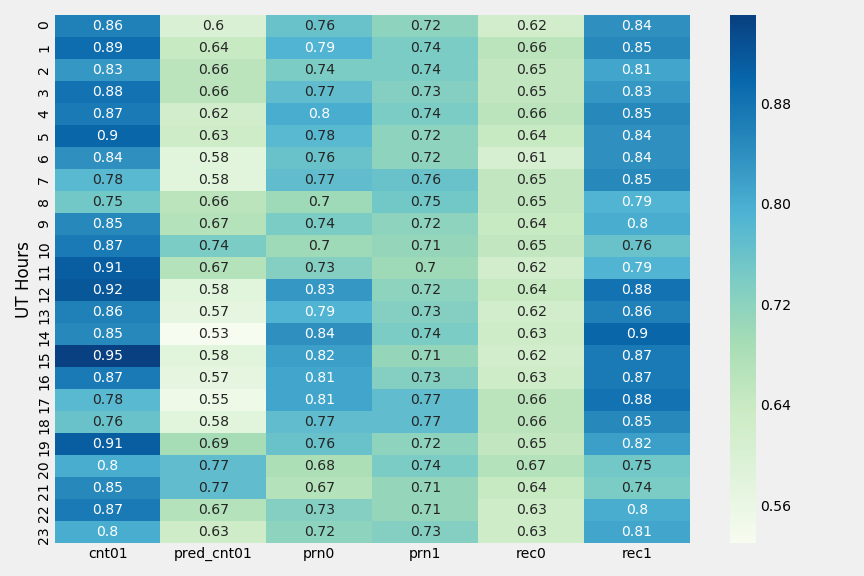 0 0.86 0.6 0.76 0.72 0.62 0.84
1 0.89 0.64 0.79 0.74 0.66 0.85
2 0.83 0.66 0.74 0.74 0.65 0.81
3 0.88 0.66 0.77 0.73 0.65 0.83
4 0.87 0.62 0.8 0.74 0.66 0.85
5 0.9 0.63 0.78 0.72 0.64 0.84
6 0.84 0.58 0.76 0.72 0.61 0.84
7 0.78 0.58 0.77 0.76 0.65 0.85
8 0.75 0.66 0.7 0.75 0.65 0.79
9 0.85 0.67 0.74 0.72 0.64 0.8
10 0.87 0.74 0.7 0.71 0.65 0.76
11 0.91 0.67 0.73 0.7 0.62 0.79
12 0.92 0.58 0.83 0.72 0.64 0.88
13 0.86 0.57 0.79 0.73 0.62 0.86
14 0.85 0.53 0.84 0.74 0.63 0.9
15 0.95 0.58 0.82 0.71 0.62 0.87
16 0.87 0.57 0.81 0.73 0.63 0.87
17 0.78 0.55 0.81 0.77 0.66 0.88
18 0.76 0.58 0.77 0.77 0.66 0.85
19 0.91 0.69 0.76 0.72 0.65 0.82
20 0.8 0.77 0.68 0.74 0.67 0.75
21 0.85 0.77 0.67 0.71 0.64 0.74
22 0.87 0.67 0.73 0.71 0.63 0.8
23 0.8 0.63 0.72 0.73 0.63 0.81
cnt01 pred_cnt01 prn0 prn1 rec0 rec1
UT Hours
0.88
0.80
0.72
0.64
0.56